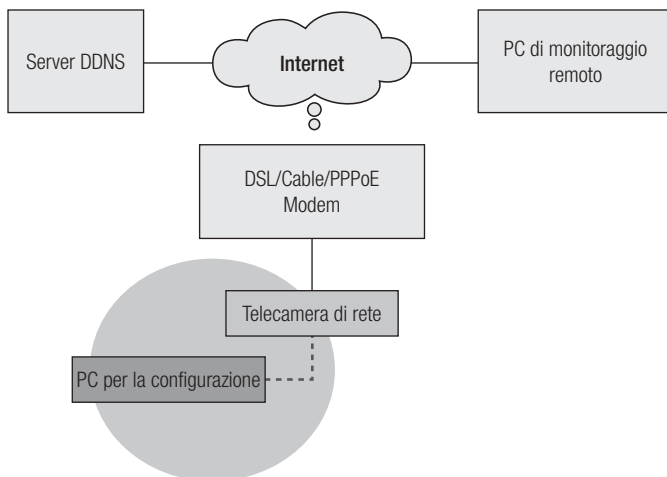 Server DDNS
Internet
PC di monitoraggio
remoto
DSL/Cable/PPPoE
Modem
Telecamera di rete
PC per la configurazione